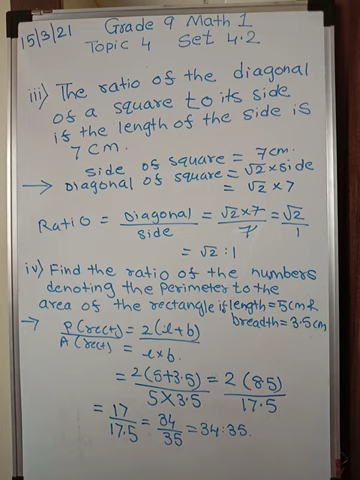 15/3/21 Grade 9 Math 1
Topic 4 Set 4.2
iii) The ratio of the diagonal
of a square to its side
if the length of the side is
7 cm.
side of square = 7cm.
→ Diagonal of square = √2 × side
= √2 × 7
Ratio = Diagonal/side = √2×7/7 = √2/1
= √2 : 1
iv) Find the ratio of the numbers
denoting the perimeter to the
area of the rectangle if length = 5cm &
breadth = 3.5cm
→ P(rect)/A(rect) = 2(l+b)/l×b.
= 2(5+3.5)/5×3.5 = 2(8.5)/17.5
= 17/17.5 = 34/35 = 34:35.